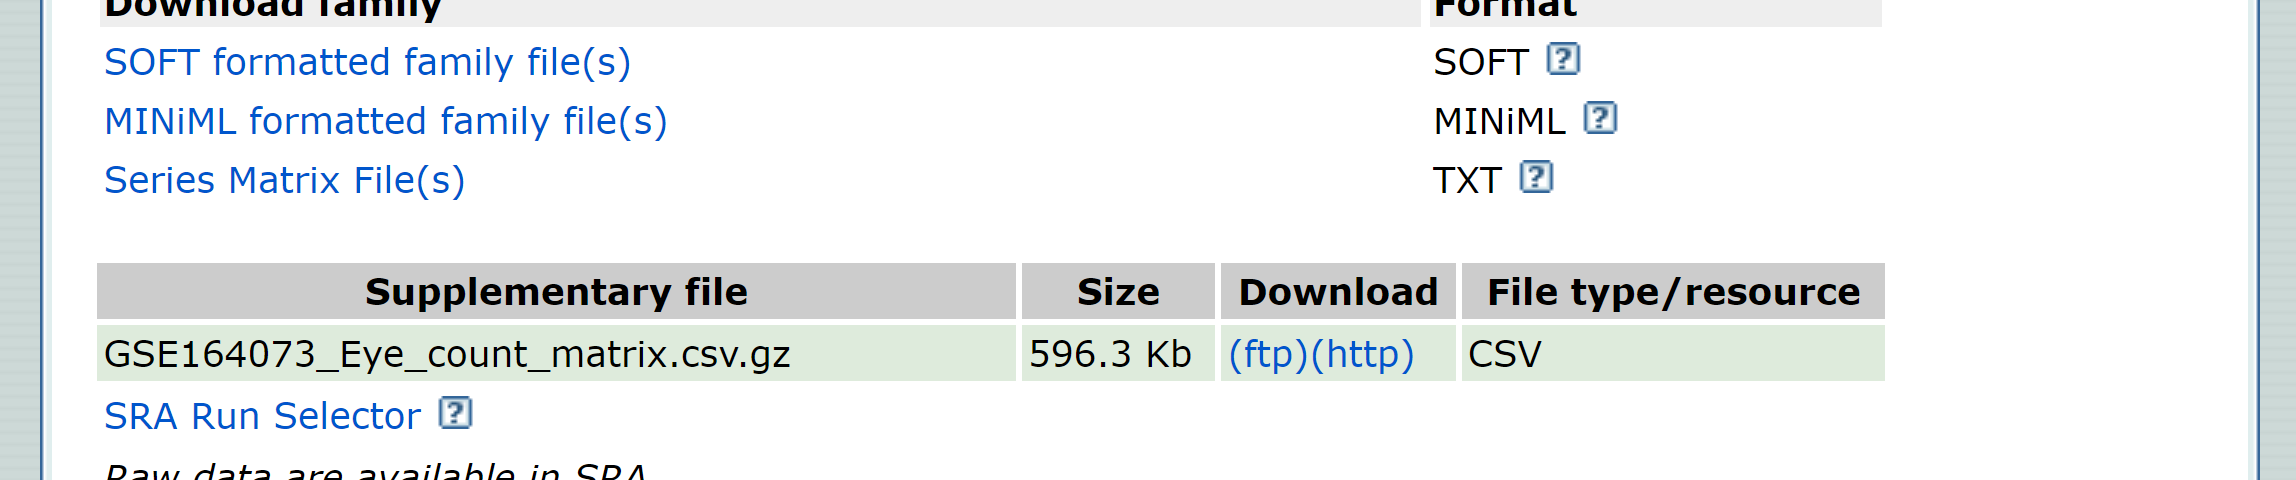 Download family Format
SOFT formatted family file(s) SOFT ?
MINiML formatted family file(s) MINiML ?
Series Matrix File(s) TXT ?
Supplementary file Size Download File type/resource
GSE164073_Eye_count_matrix.csv.gz 596.3 Kb (ftp)(http) CSV
SRA Run Selector ?
Raw data are available in SRA